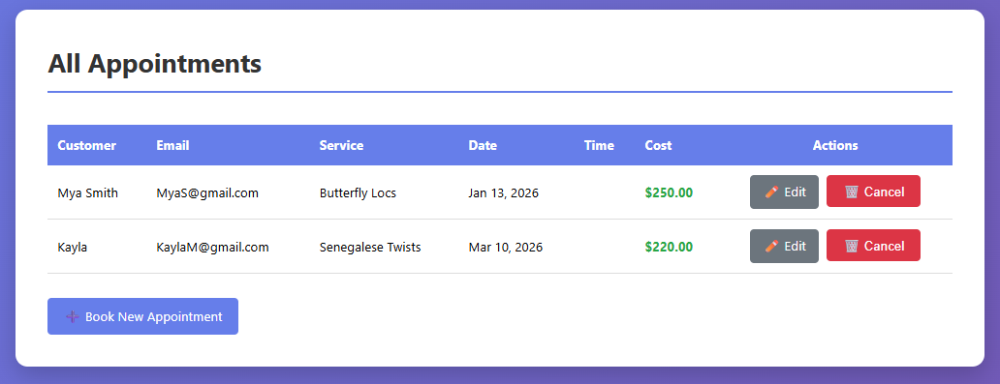 All Appointments
Customer Email Service Date Time Cost Actions
Mya Smith MyaS@gmail.com Butterfly Locs Jan 13, 2026 $250.00 Edit Cancel
Kayla KaylaM@gmail.com Senegalese Twists Mar 10, 2026 $220.00 Edit Cancel
Book New Appointment